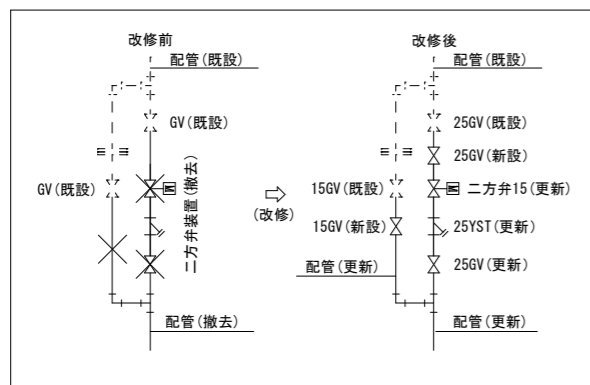 改修前
配管(既設)
GV(既設)
GV(既設)
二方弁装置(撤去)
M
配管(撤去)
(改修)
改修後
配管(既設)
25GV(既設)
25GV(新設)
15GV(既設)
M
二方弁15(更新)
15GV(新設)
25YST(更新)
配管(更新)
25GV(更新)
配管(更新)